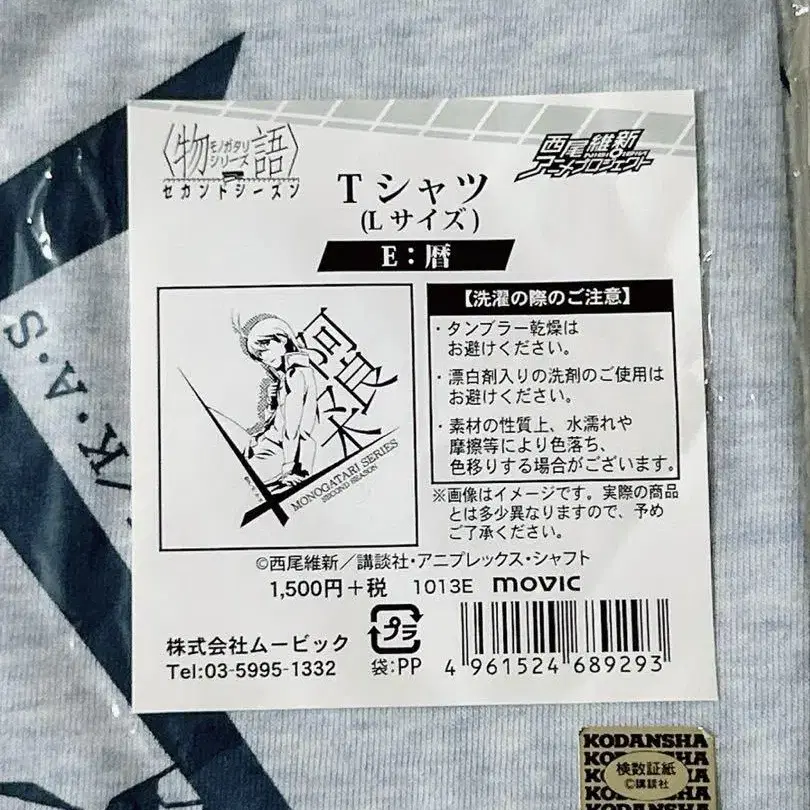 〈物語〉
モノガタリ
シリーズ
セカンドシーズン
西尾維新
NISIOISIN
アニメプロジェクト
Tシャツ
(Lサイズ)
E:暦
阿良々木
MONOGATARI SERIES
SECOND SEASON
【洗濯の際のご注意】
・タンブラー乾燥は
お避けください。
・漂白剤入りの洗剤のご使用は
お避けください。
・素材の性質上、水濡れや
摩擦等により色落ち、
色移りする場合がございます。
※画像はイメージです。実際の商品
とは多少異なりますので、予め
ご了承ください。
©西尾維新/講談社・アニプレックス・シャフト
1,500円+税 1013E movic
株式会社ムービック
Tel:03-5995-1332
プラ
袋:PP
4 961524 689293
/K・A・S
KODANSHA
検数証紙
©講談社
KODANSHA